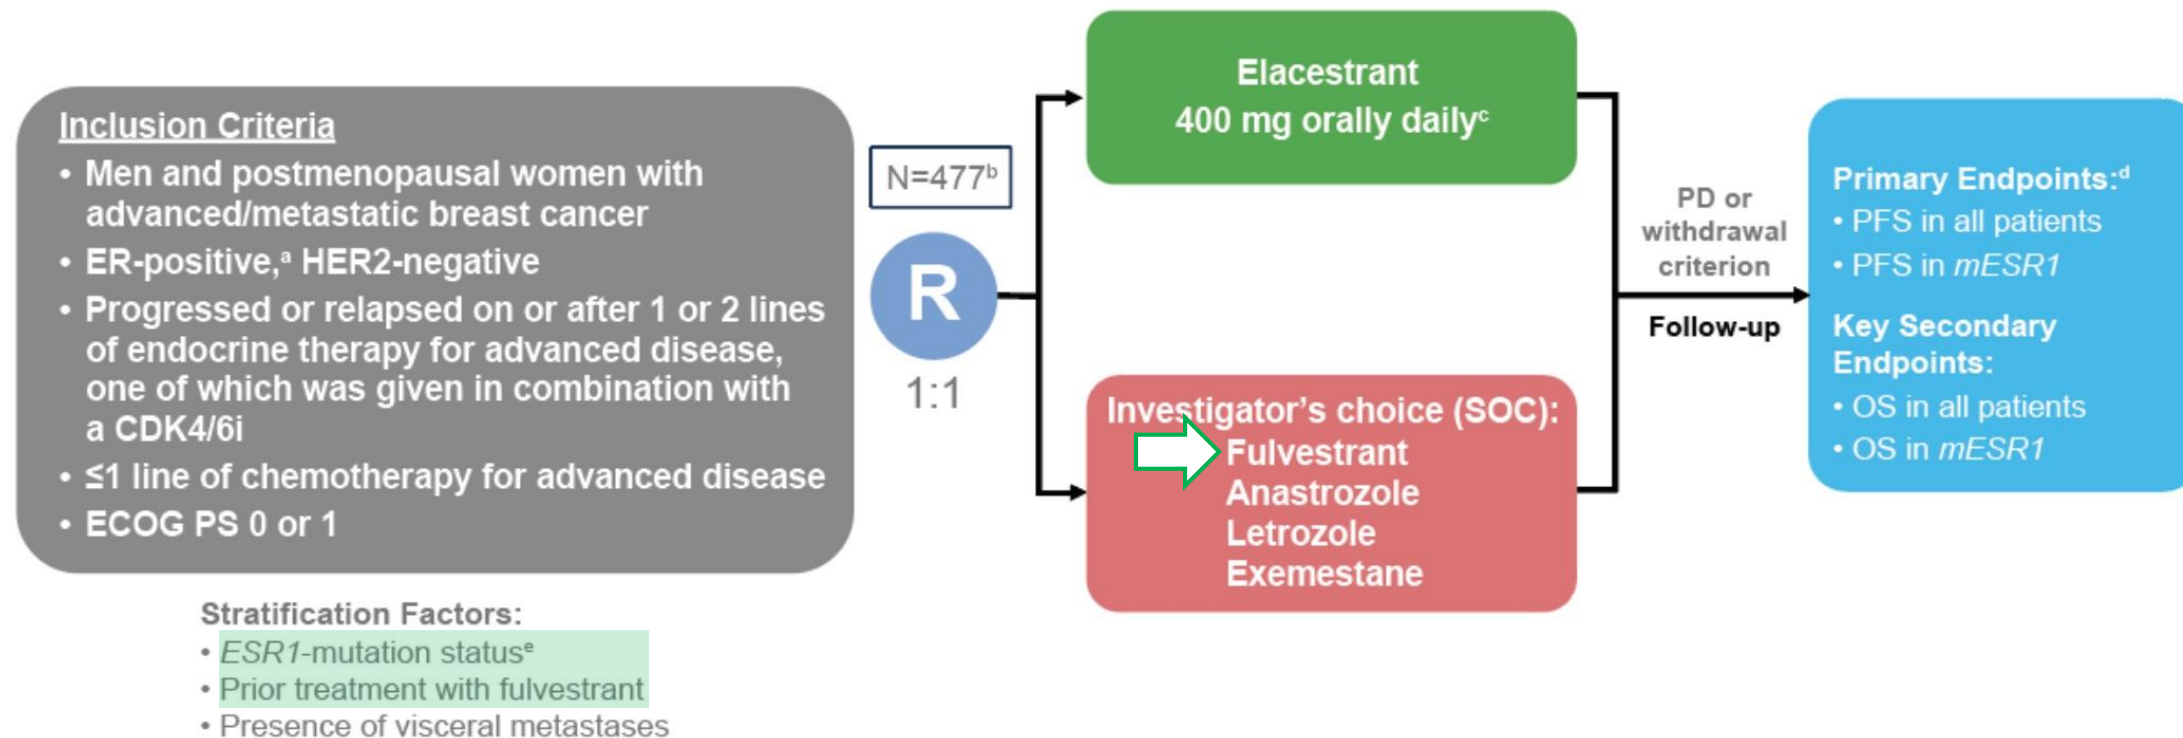 Inclusion Criteria
• Men and postmenopausal women with
advanced/metastatic breast cancer
• ER-positive,ᵃ HER2-negative
• Progressed or relapsed on or after 1 or 2 lines
of endocrine therapy for advanced disease,
one of which was given in combination with
a CDK4/6i
• ≤1 line of chemotherapy for advanced disease
• ECOG PS 0 or 1
Stratification Factors:
• ESR1-mutation statusᵉ
• Prior treatment with fulvestrant
• Presence of visceral metastases
N=477ᵇ
R
1:1
Elacestrant
400 mg orally dailyᶜ
Investigator's choice (SOC):
Fulvestrant
Anastrozole
Letrozole
Exemestane
PD or
withdrawal
criterion
Follow-up
Primary Endpoints:ᵈ
• PFS in all patients
• PFS in mESR1
Key Secondary
Endpoints:
• OS in all patients
• OS in mESR1